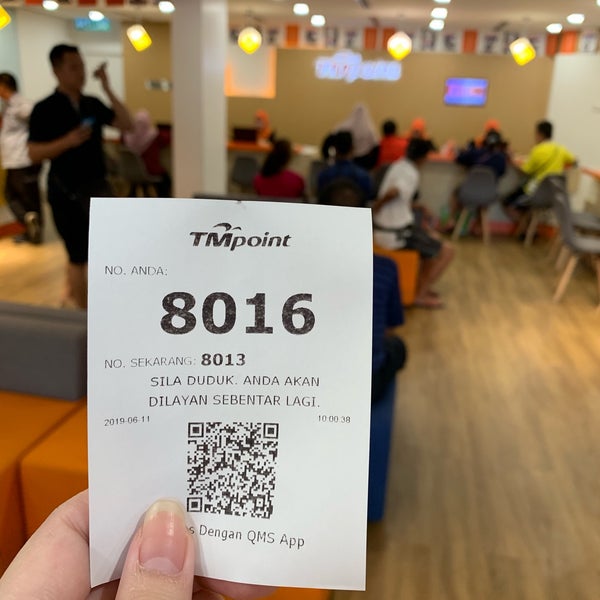 TMpoint
TMpoint
NO. ANDA:
8016
NO. SEKARANG: 8013
SILA DUDUK. ANDA AKAN
DILAYAN SEBENTAR LAGI.
2019-06-11 10:00:38
Dengan QMS App